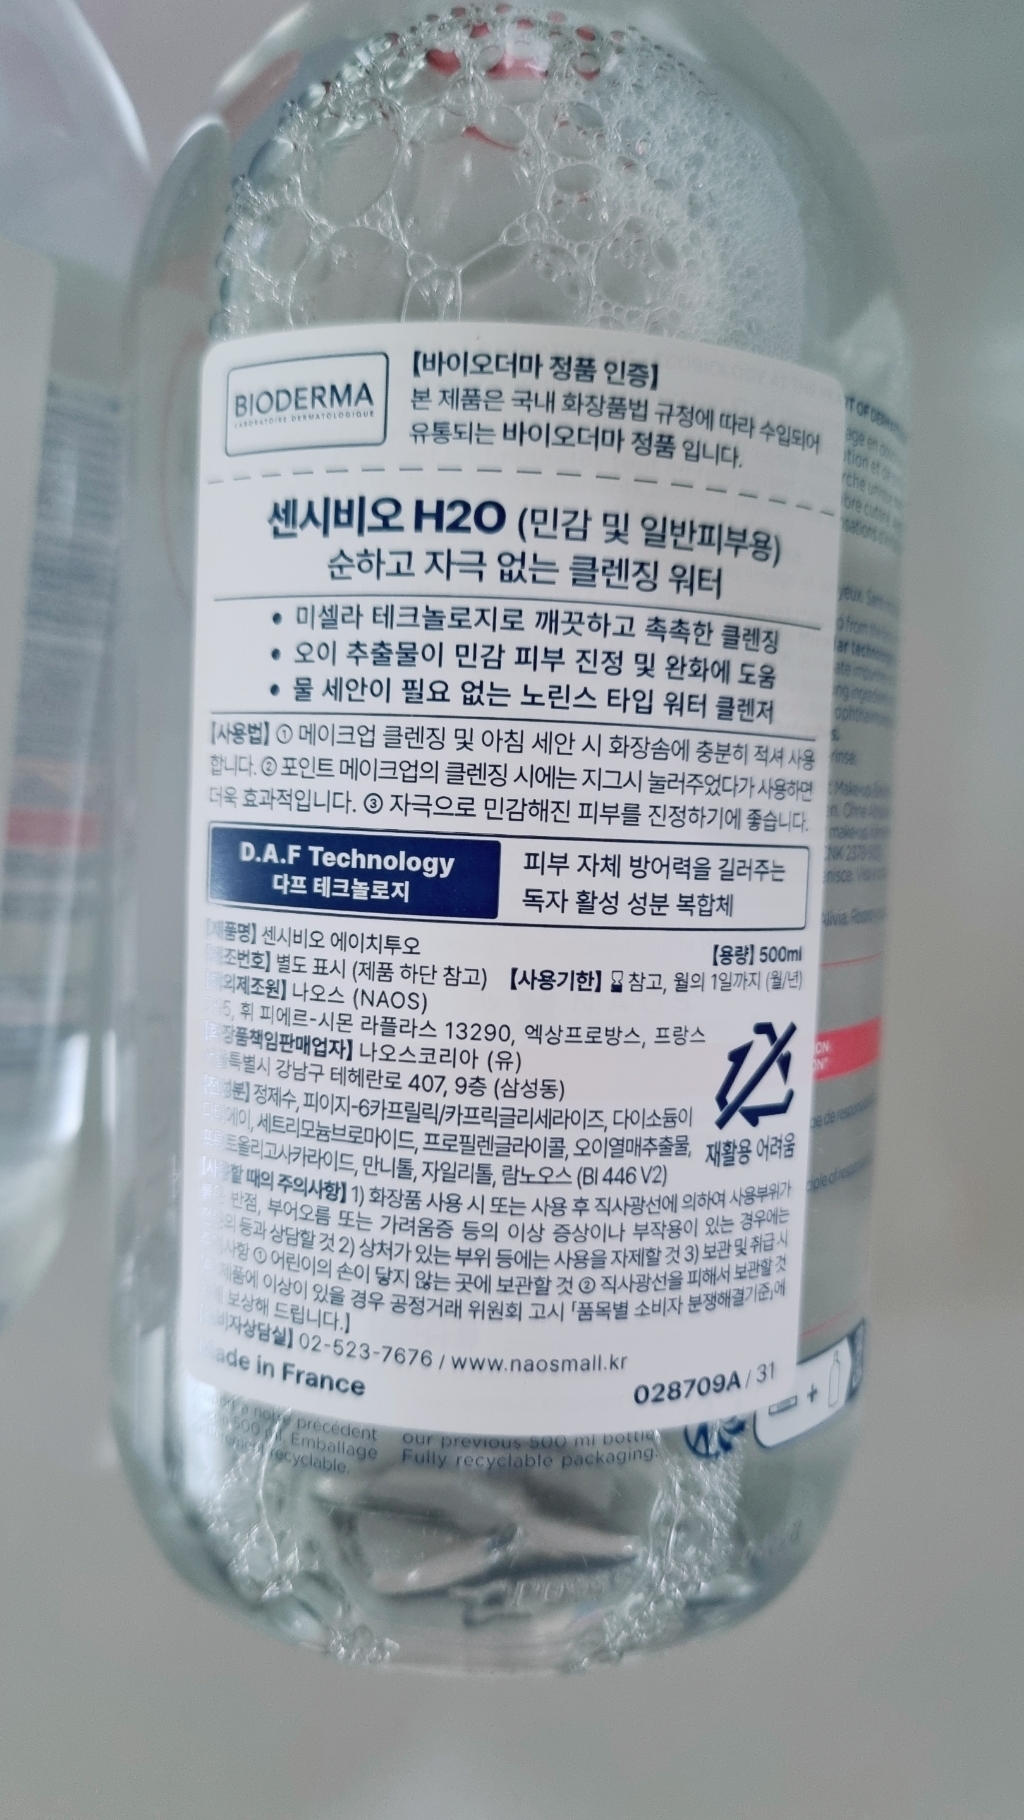 BIODERMA
LABORATOIRE DERMATOLOGIQUE
【바이오더마 정품 인증】
본 제품은 국내 화장품법 규정에 따라 수입되어
유통되는 바이오더마 정품 입니다.
센시비오 H2O (민감 및 일반피부용)
순하고 자극 없는 클렌징 워터
• 미셀라 테크놀로지로 깨끗하고 촉촉한 클렌징
• 오이 추출물이 민감 피부 진정 및 완화에 도움
• 물 세안이 필요 없는 노린스 타입 워터 클렌저
【사용법】 ① 메이크업 클렌징 및 아침 세안 시 화장솜에 충분히 적셔 사용
합니다. ② 포인트 메이크업의 클렌징 시에는 지그시 눌러주었다가 사용하면
더욱 효과적입니다. ③ 자극으로 민감해진 피부를 진정하기에 좋습니다.
D.A.F Technology
다프 테크놀로지
피부 자체 방어력을 길러주는
독자 활성 성분 복합체
센시비오 에이치투오
【용량】 500ml
별도 표시 (제품 하단 참고) 【사용기한】 참고, 월의 1일까지 (월/년)
나오스 (NAOS)
휘 피에르-시몬 라플라스 13290, 엑상프로방스, 프랑스
나오스코리아 (유)
강남구 테헤란로 407, 9층 (삼성동)
정제수, 피이지-6카프릴릭/카프릭글리세라이즈, 다이소듐이
세트리모늄브로마이드, 프로필렌글라이콜, 오이열매추출물,
만니톨, 자일리톨, 람노오스 (BI 446 V2)
재활용 어려움
때의 주의사항】 1) 화장품 사용 시 또는 사용 후 직사광선에 의하여 사용부위가
반점, 부어오름 또는 가려움증 등의 이상 증상이나 부작용이 있는 경우에는
등과 상담할 것 2) 상처가 있는 부위 등에는 사용을 자제할 것 3) 보관 및 취급 시
① 어린이의 손이 닿지 않는 곳에 보관할 것 ② 직사광선을 피해서 보관할 것
제품에 이상이 있을 경우 공정거래 위원회 고시 「품목별 소비자 분쟁해결기준」에
보상해 드립니다.】
02-523-7676 / www.naosmall.kr
in France
028709A / 31
précédent
500 ml. Emballage
recyclable.
our previous 500 ml bottle
Fully recyclable packaging.